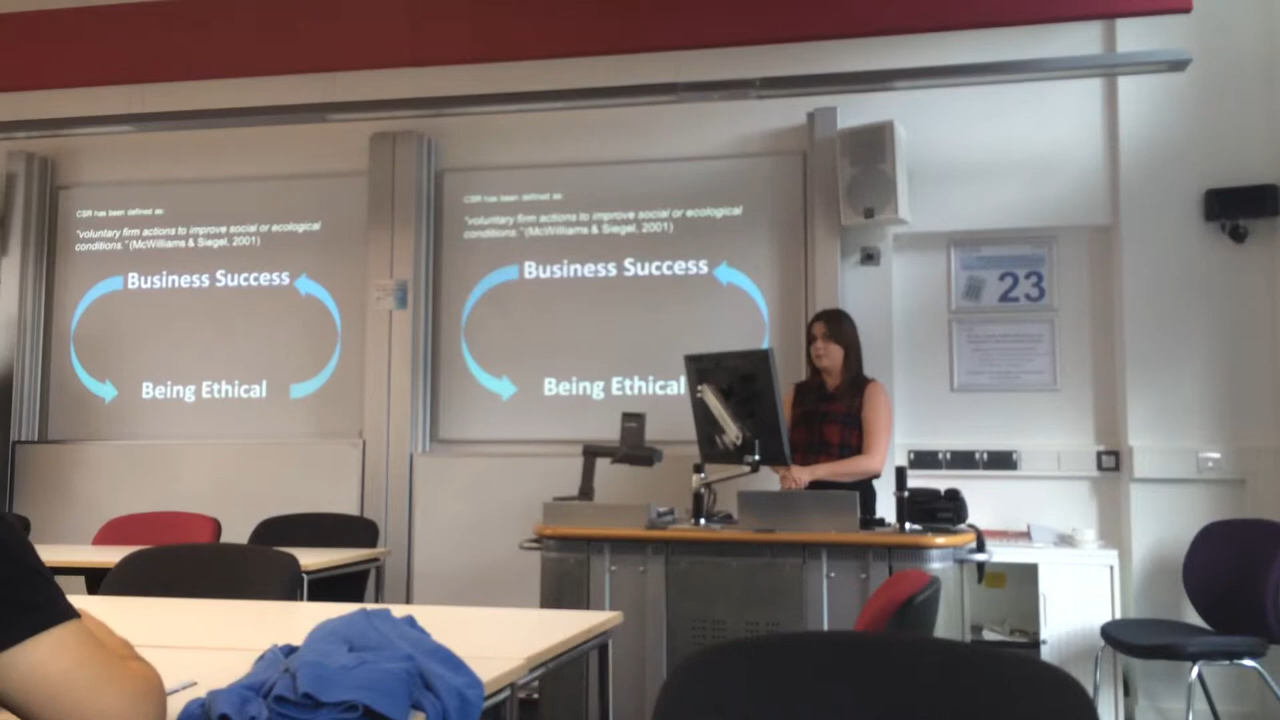 CSR has been defined as:
"voluntary firm actions to improve social or ecological
conditions." (McWilliams & Siegel, 2001)
Business Success
Being Ethical
CSR has been defined as:
"voluntary firm actions to improve social or ecological
conditions." (McWilliams & Siegel, 2001)
Business Success
Being Ethical
23